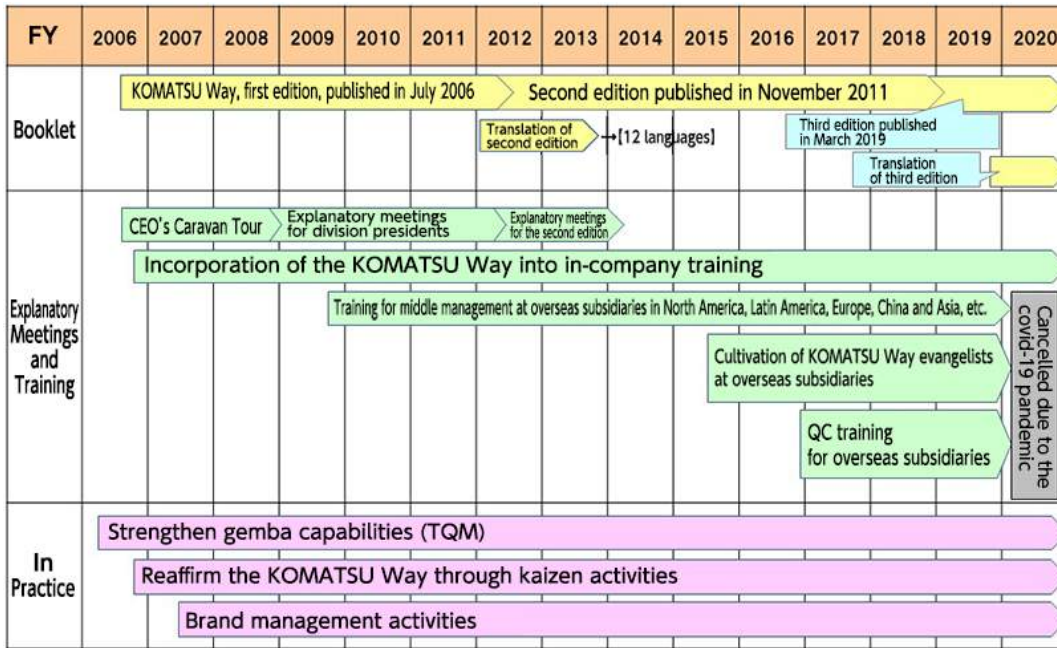 FY 2006 2007 2008 2009 2010 2011 2012 2013 2014 2015 2016 2017 2018 2019 2020
Booklet
KOMATSU Way, first edition, published in July 2006
Second edition published in November 2011
Translation of
second edition
→[12 languages]
Third edition published
in March 2019
Translation
of third edition
Explanatory
Meetings
and
Training
CEO's Caravan Tour
Explanatory meetings
for division presidents
Explanatory meetings
for the second edition
Incorporation of the KOMATSU Way into in-company training
Training for middle management at overseas subsidiaries in North America, Latin America, Europe, China and Asia, etc.
Cultivation of KOMATSU Way evangelists
at overseas subsidiaries
QC training
for overseas subsidiaries
Cancelled due to the
covid-19 pandemic
In
Practice
Strengthen gemba capabilities (TQM)
Reaffirm the KOMATSU Way through kaizen activities
Brand management activities